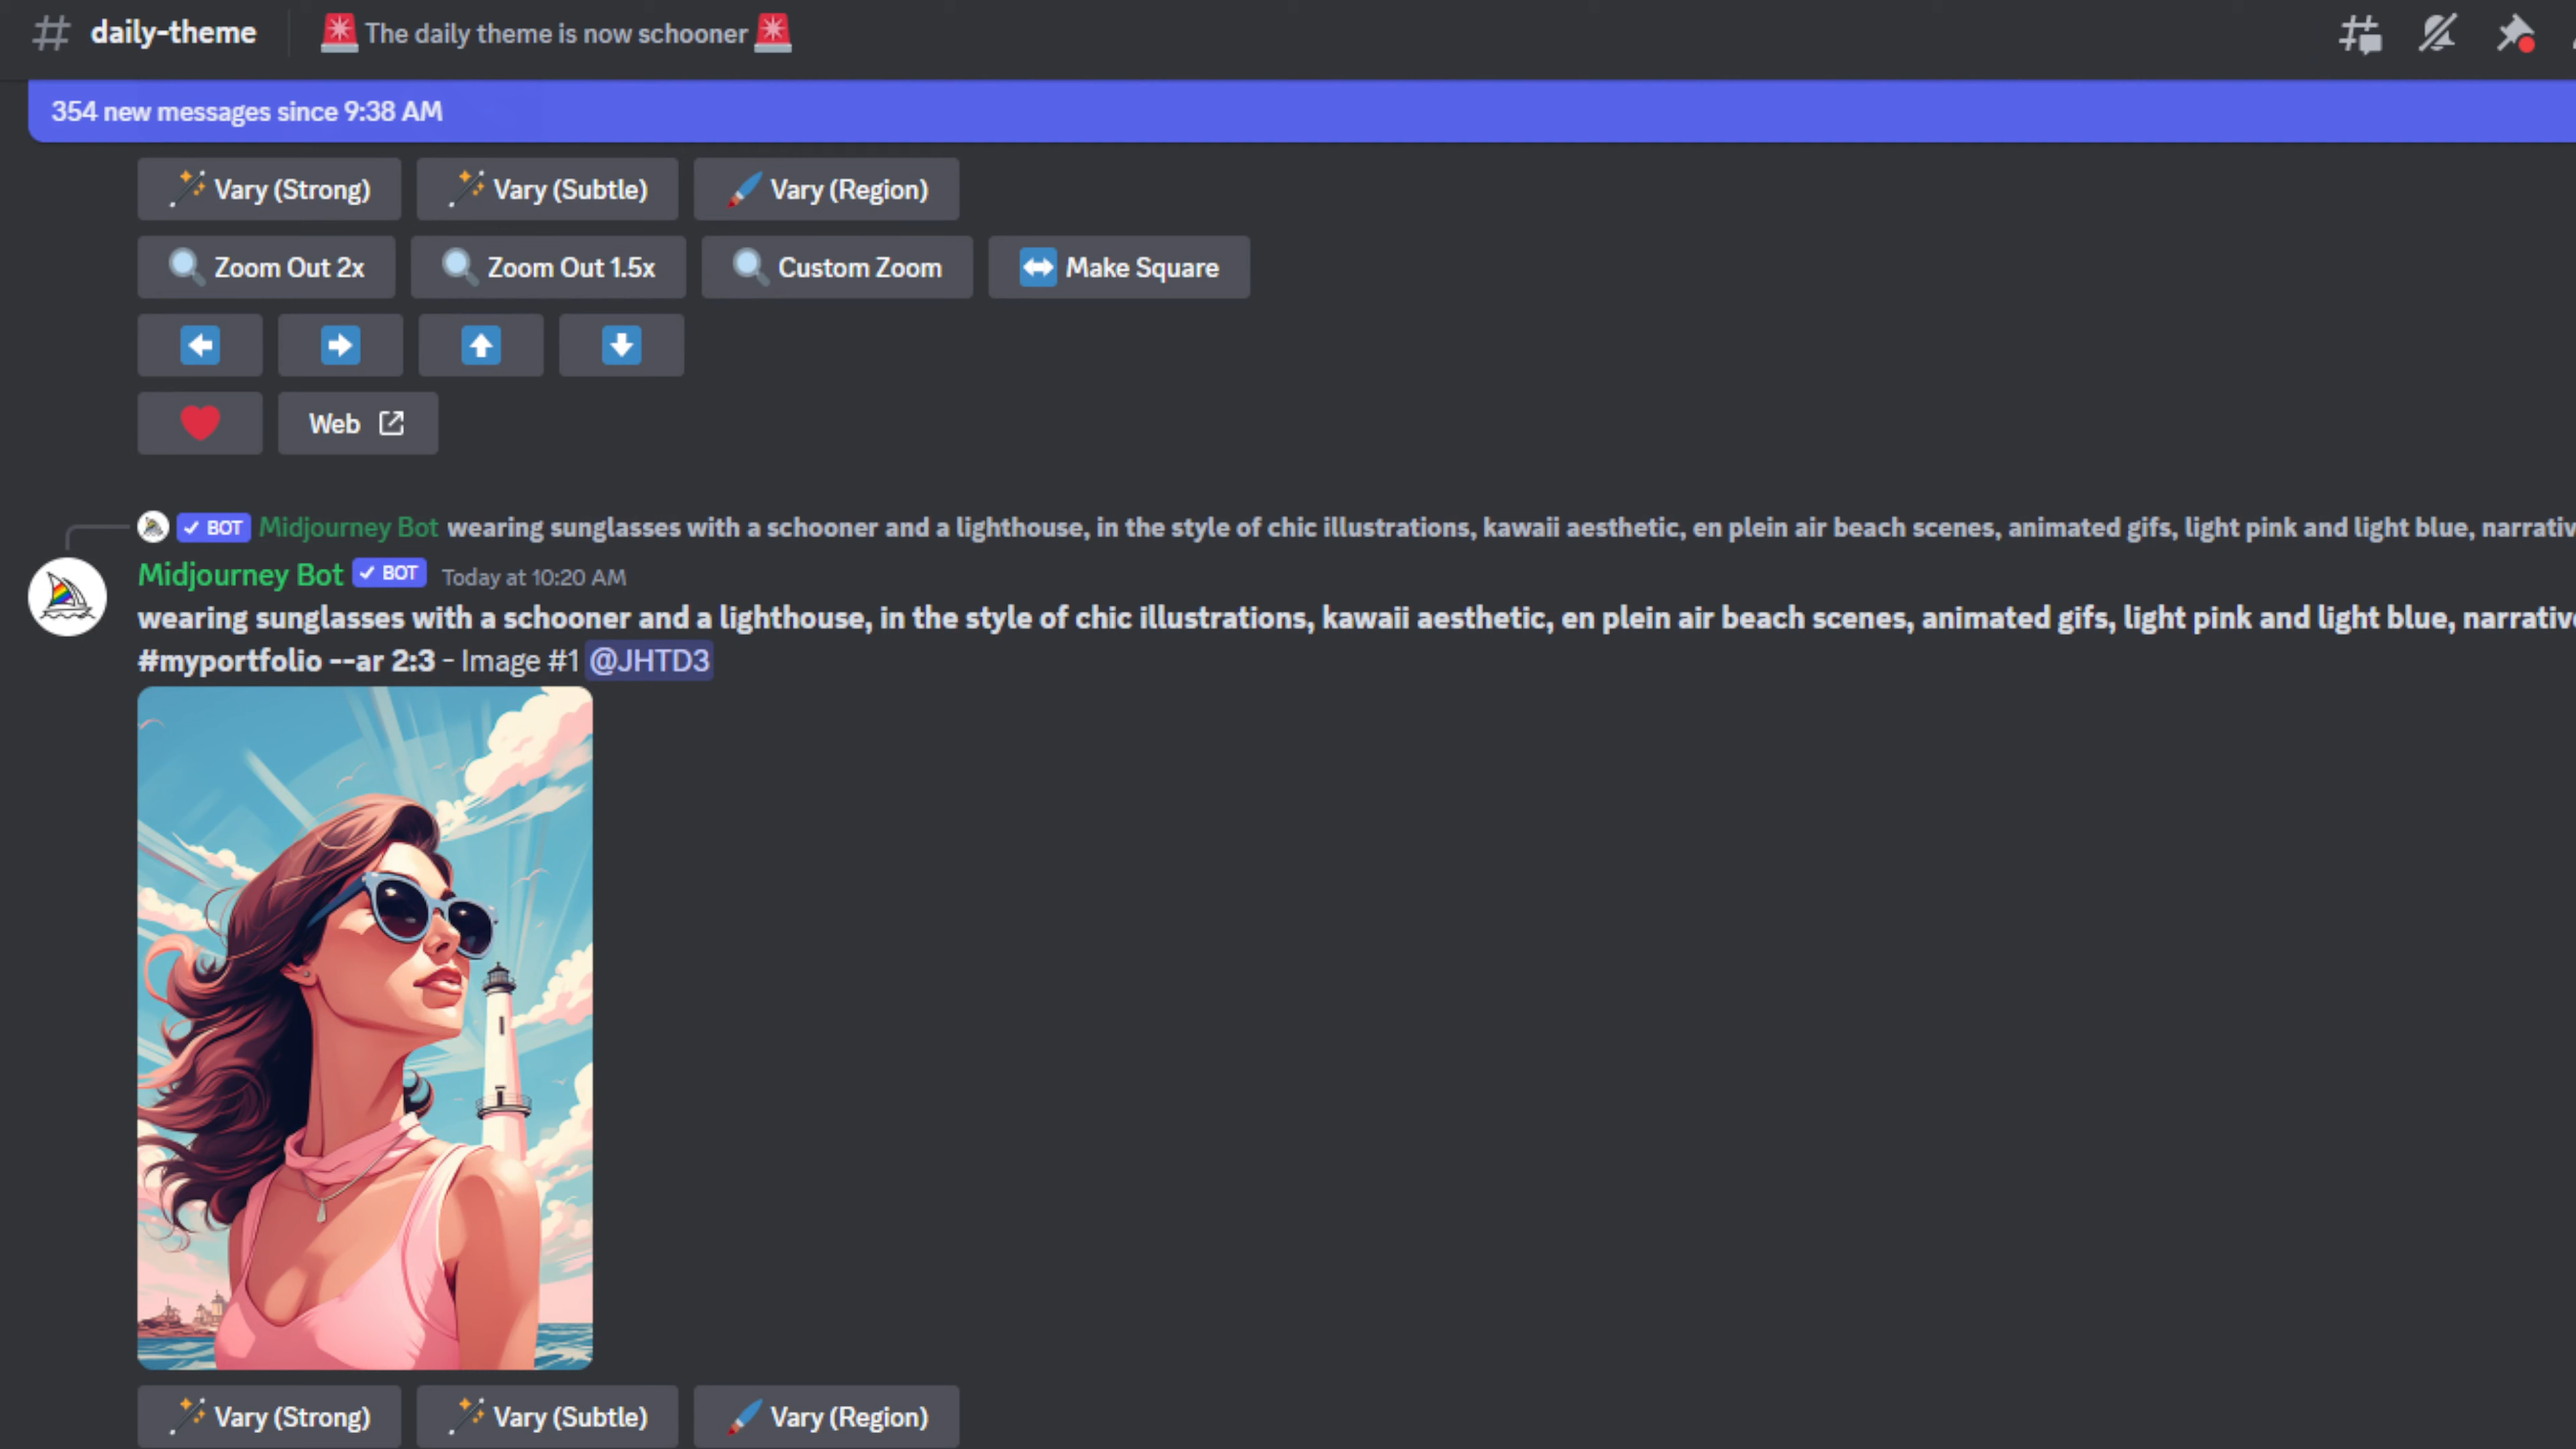 # daily-theme
The daily theme is now schooner
354 new messages since 9:38 AM
Vary (Strong) Vary (Subtle) Vary (Region)
Zoom Out 2x Zoom Out 1.5x Custom Zoom Make Square
Web
BOT Midjourney Bot wearing sunglasses with a schooner and a lighthouse, in the style of chic illustrations, kawaii aesthetic, en plein air beach scenes, animated gifs, light pink and light blue, narrativ
Midjourney Bot BOT Today at 10:20 AM
wearing sunglasses with a schooner and a lighthouse, in the style of chic illustrations, kawaii aesthetic, en plein air beach scenes, animated gifs, light pink and light blue, narrative
#myportfolio --ar 2:3 - Image #1 @JHTD3
Vary (Strong) Vary (Subtle) Vary (Region)